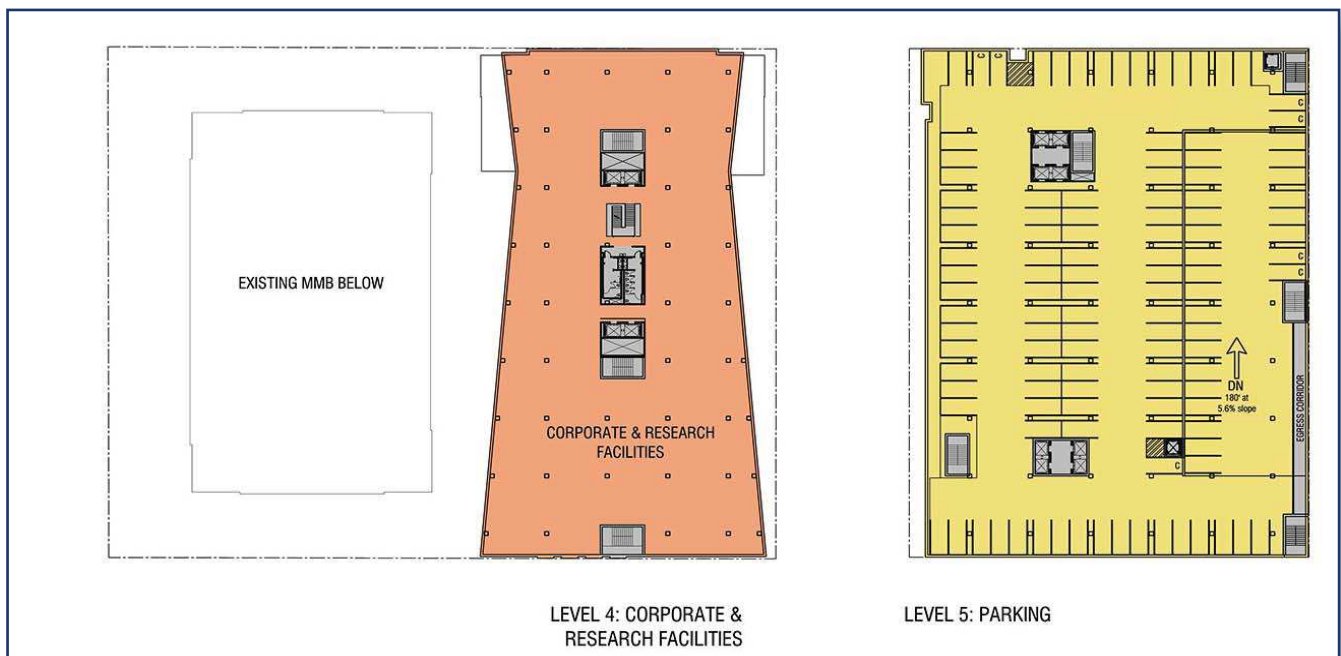 EXISTING MMB BELOW
CORPORATE & RESEARCH
FACILITIES
LEVEL 4: CORPORATE &
RESEARCH FACILITIES
C
C
C
C
C
C
DN
180' at
5.6% slope
EGRESS CORRIDOR
C
LEVEL 5: PARKING